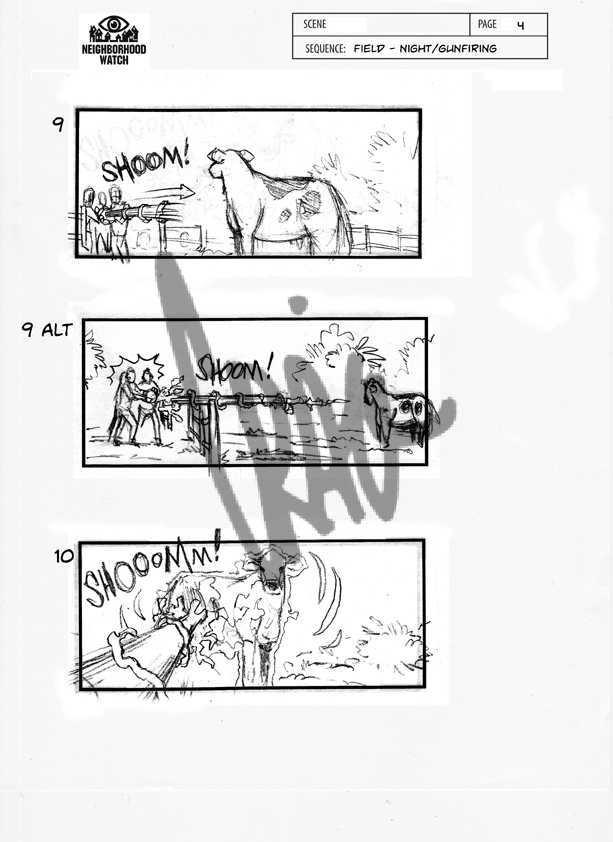 NEIGHBORHOOD
WATCH
SCENE
PAGE 4
SEQUENCE: FIELD - NIGHT/GUNFIRING
9
SHOOM!
9 ALT
SHOOM!
10
SHOOOMM!